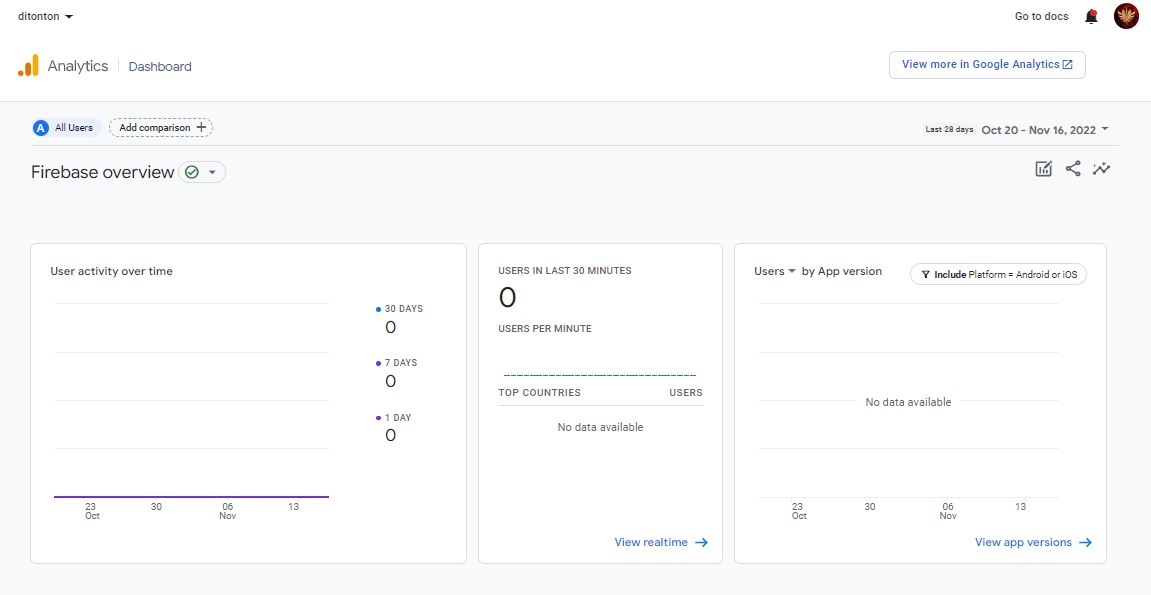 ditonton
Go to docs
Analytics
Dashboard
View more in Google Analytics
A All Users
Add comparison
Last 28 days Oct 20 - Nov 16, 2022
Firebase overview
User activity over time
30 DAYS
0
7 DAYS
0
1 DAY
0
23 30 06 13
Oct Nov
USERS IN LAST 30 MINUTES
0
USERS PER MINUTE
TOP COUNTRIES USERS
No data available
View realtime
Users by App version
Include Platform = Android or iOS
No data available
23 30 06 13
Oct Nov
View app versions